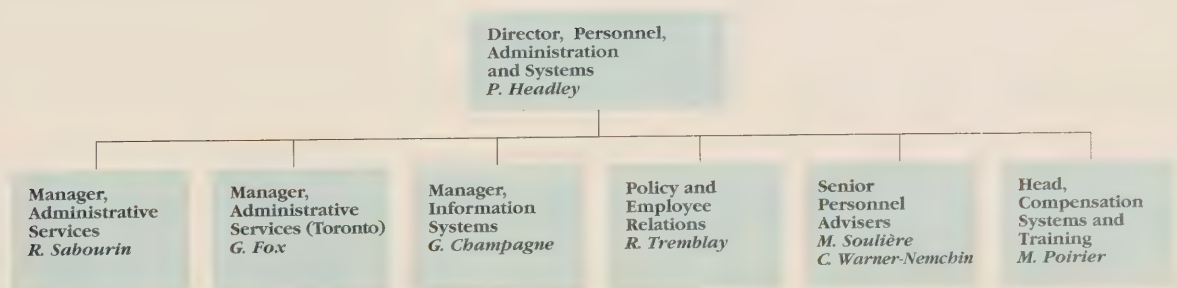 Director, Personnel,
Administration
and Systems
P. Headley
Manager,
Administrative
Services
R. Sabourin
Manager,
Administrative
Services (Toronto)
G. Fox
Manager,
Information
Systems
G. Champagne
Policy and
Employee
Relations
R. Tremblay
Senior
Personnel
Advisers
M. Soulière
C. Warner-Nemchin
Head,
Compensation
Systems and
Training
M. Poirier